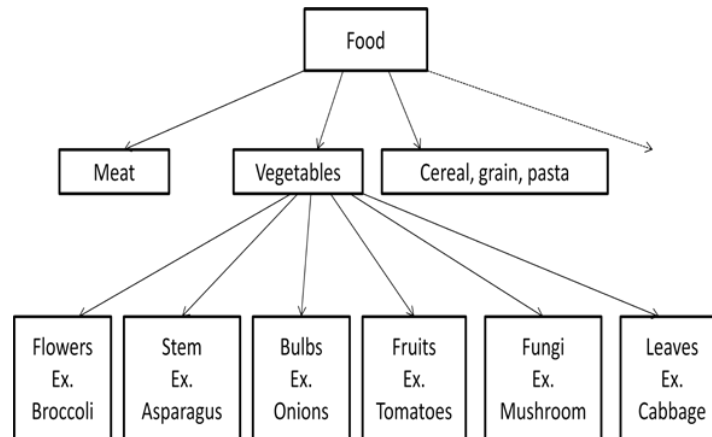 Food
Meat
Vegetables
Cereal, grain, pasta
Flowers
Ex.
Broccoli
Stem
Ex.
Asparagus
Bulbs
Ex.
Onions
Fruits
Ex.
Tomatoes
Fungi
Ex.
Mushroom
Leaves
Ex.
Cabbage